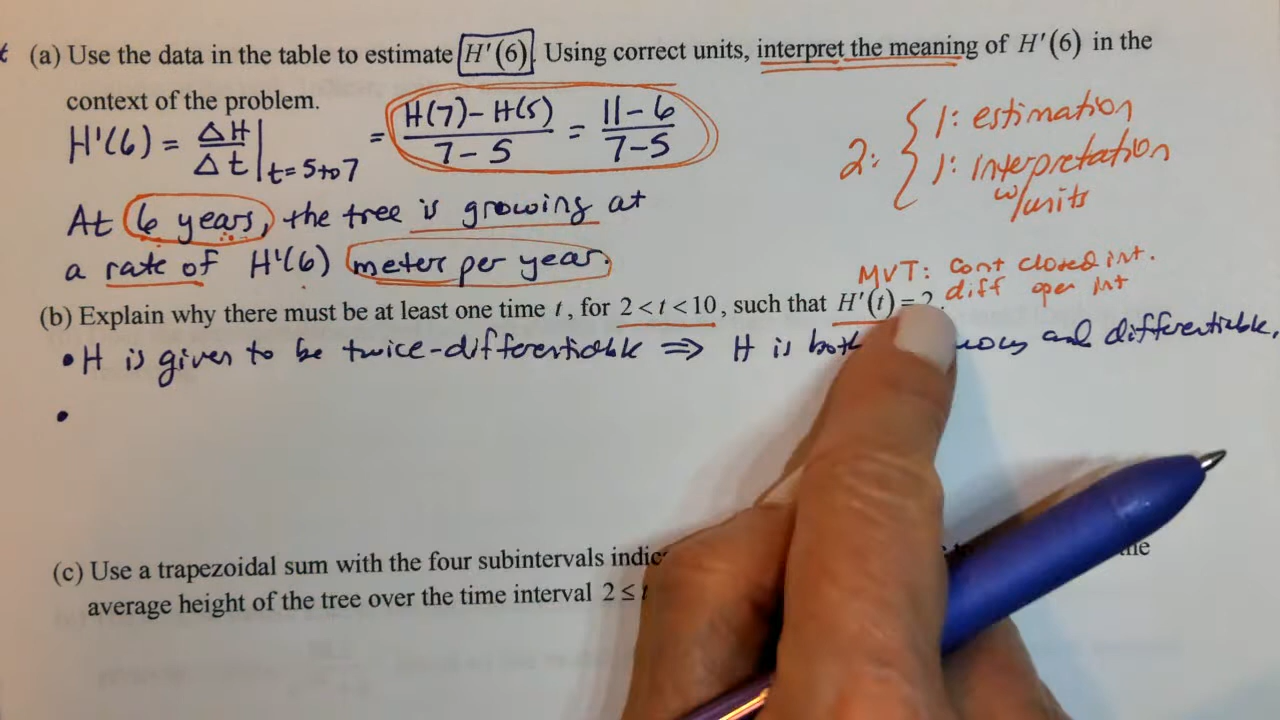 t (a) Use the data in the table to estimate H'(6). Using correct units, interpret the meaning of H'(6) in the
context of the problem.
H'(6) = ΔH/Δt | t=5 to 7 = H(7) - H(5) / 7 - 5 = 11 - 6 / 7 - 5
2: { 1: estimation
1: interpretation
w/units
At 6 years, the tree is growing at
a rate of H'(6) meter per year.
MVT: cont closed int.
diff open int
(b) Explain why there must be at least one time t, for 2 < t < 10, such that H'(t) = 2.
• H is given to be twice-differentiable ⇒ H is both and differentiable,
•
(c) Use a trapezoidal sum with the four subintervals
average height of the tree over the time interval 2 ≤